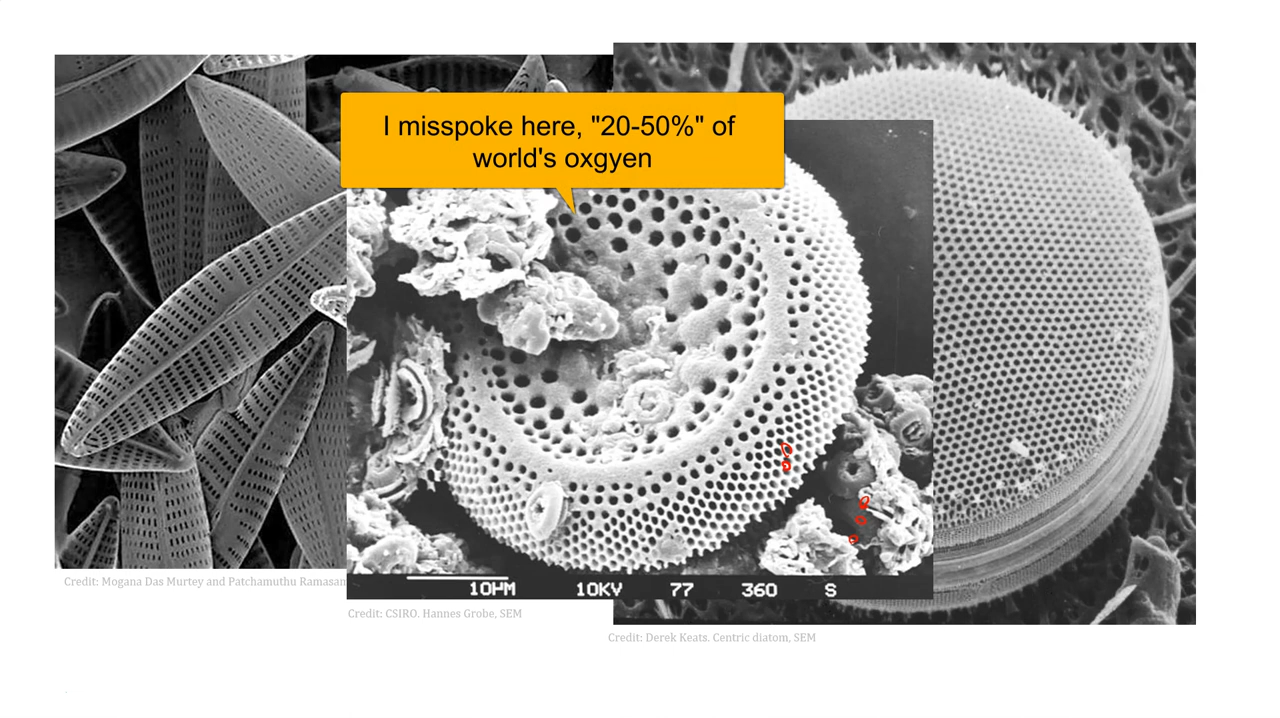 I misspoke here, "20-50%" of
world's oxgyen
Credit: Mogana Das Murtey and Patchamuthu Ramasam
10µM 10KV 77 360 S
Credit: CSIRO. Hannes Grobe, SEM
Credit: Derek Keats. Centric diatom, SEM